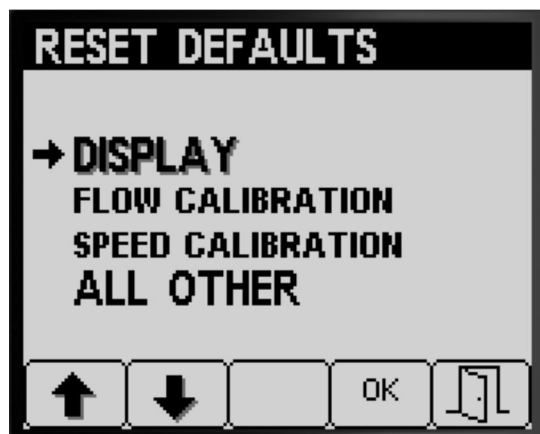 RESET DEFAULTS
DISPLAY
FLOW CALIBRATION
SPEED CALIBRATION
ALL OTHER
OK